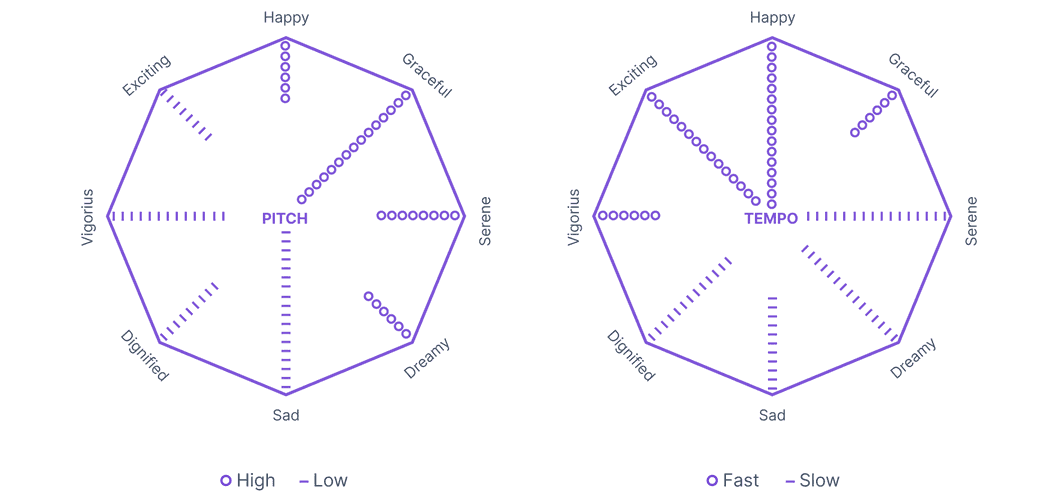 Happy
Exciting
Graceful
Vigorius
PITCH
Serene
Dignified
Dreamy
Sad
High
Low
Happy
Exciting
Graceful
Vigorius
TEMPO
Serene
Dignified
Dreamy
Sad
Fast
Slow